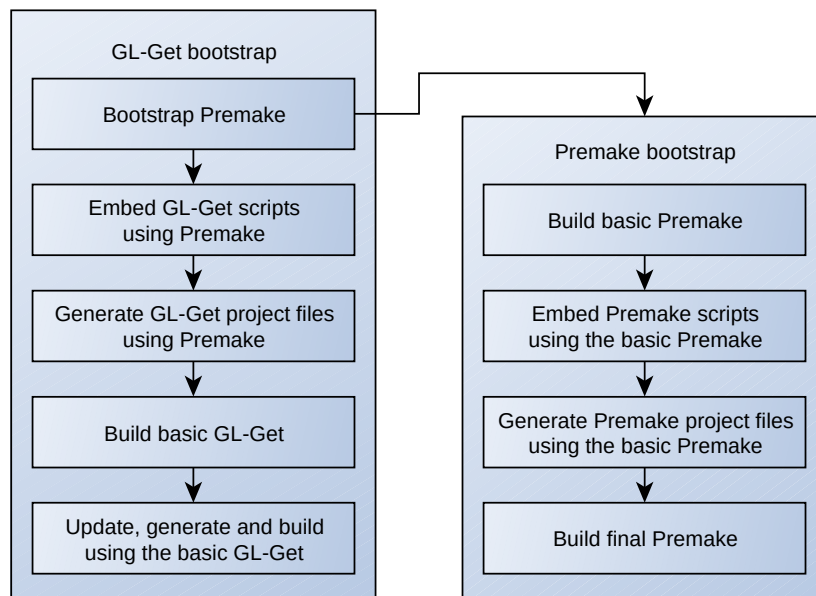 GL-Get bootstrap
Bootstrap Premake
Embed GL-Get scripts
using Premake
Generate GL-Get project files
using Premake
Build basic GL-Get
Update, generate and build
using the basic GL-Get
Premake bootstrap
Build basic Premake
Embed Premake scripts
using the basic Premake
Generate Premake project files
using the basic Premake
Build final Premake